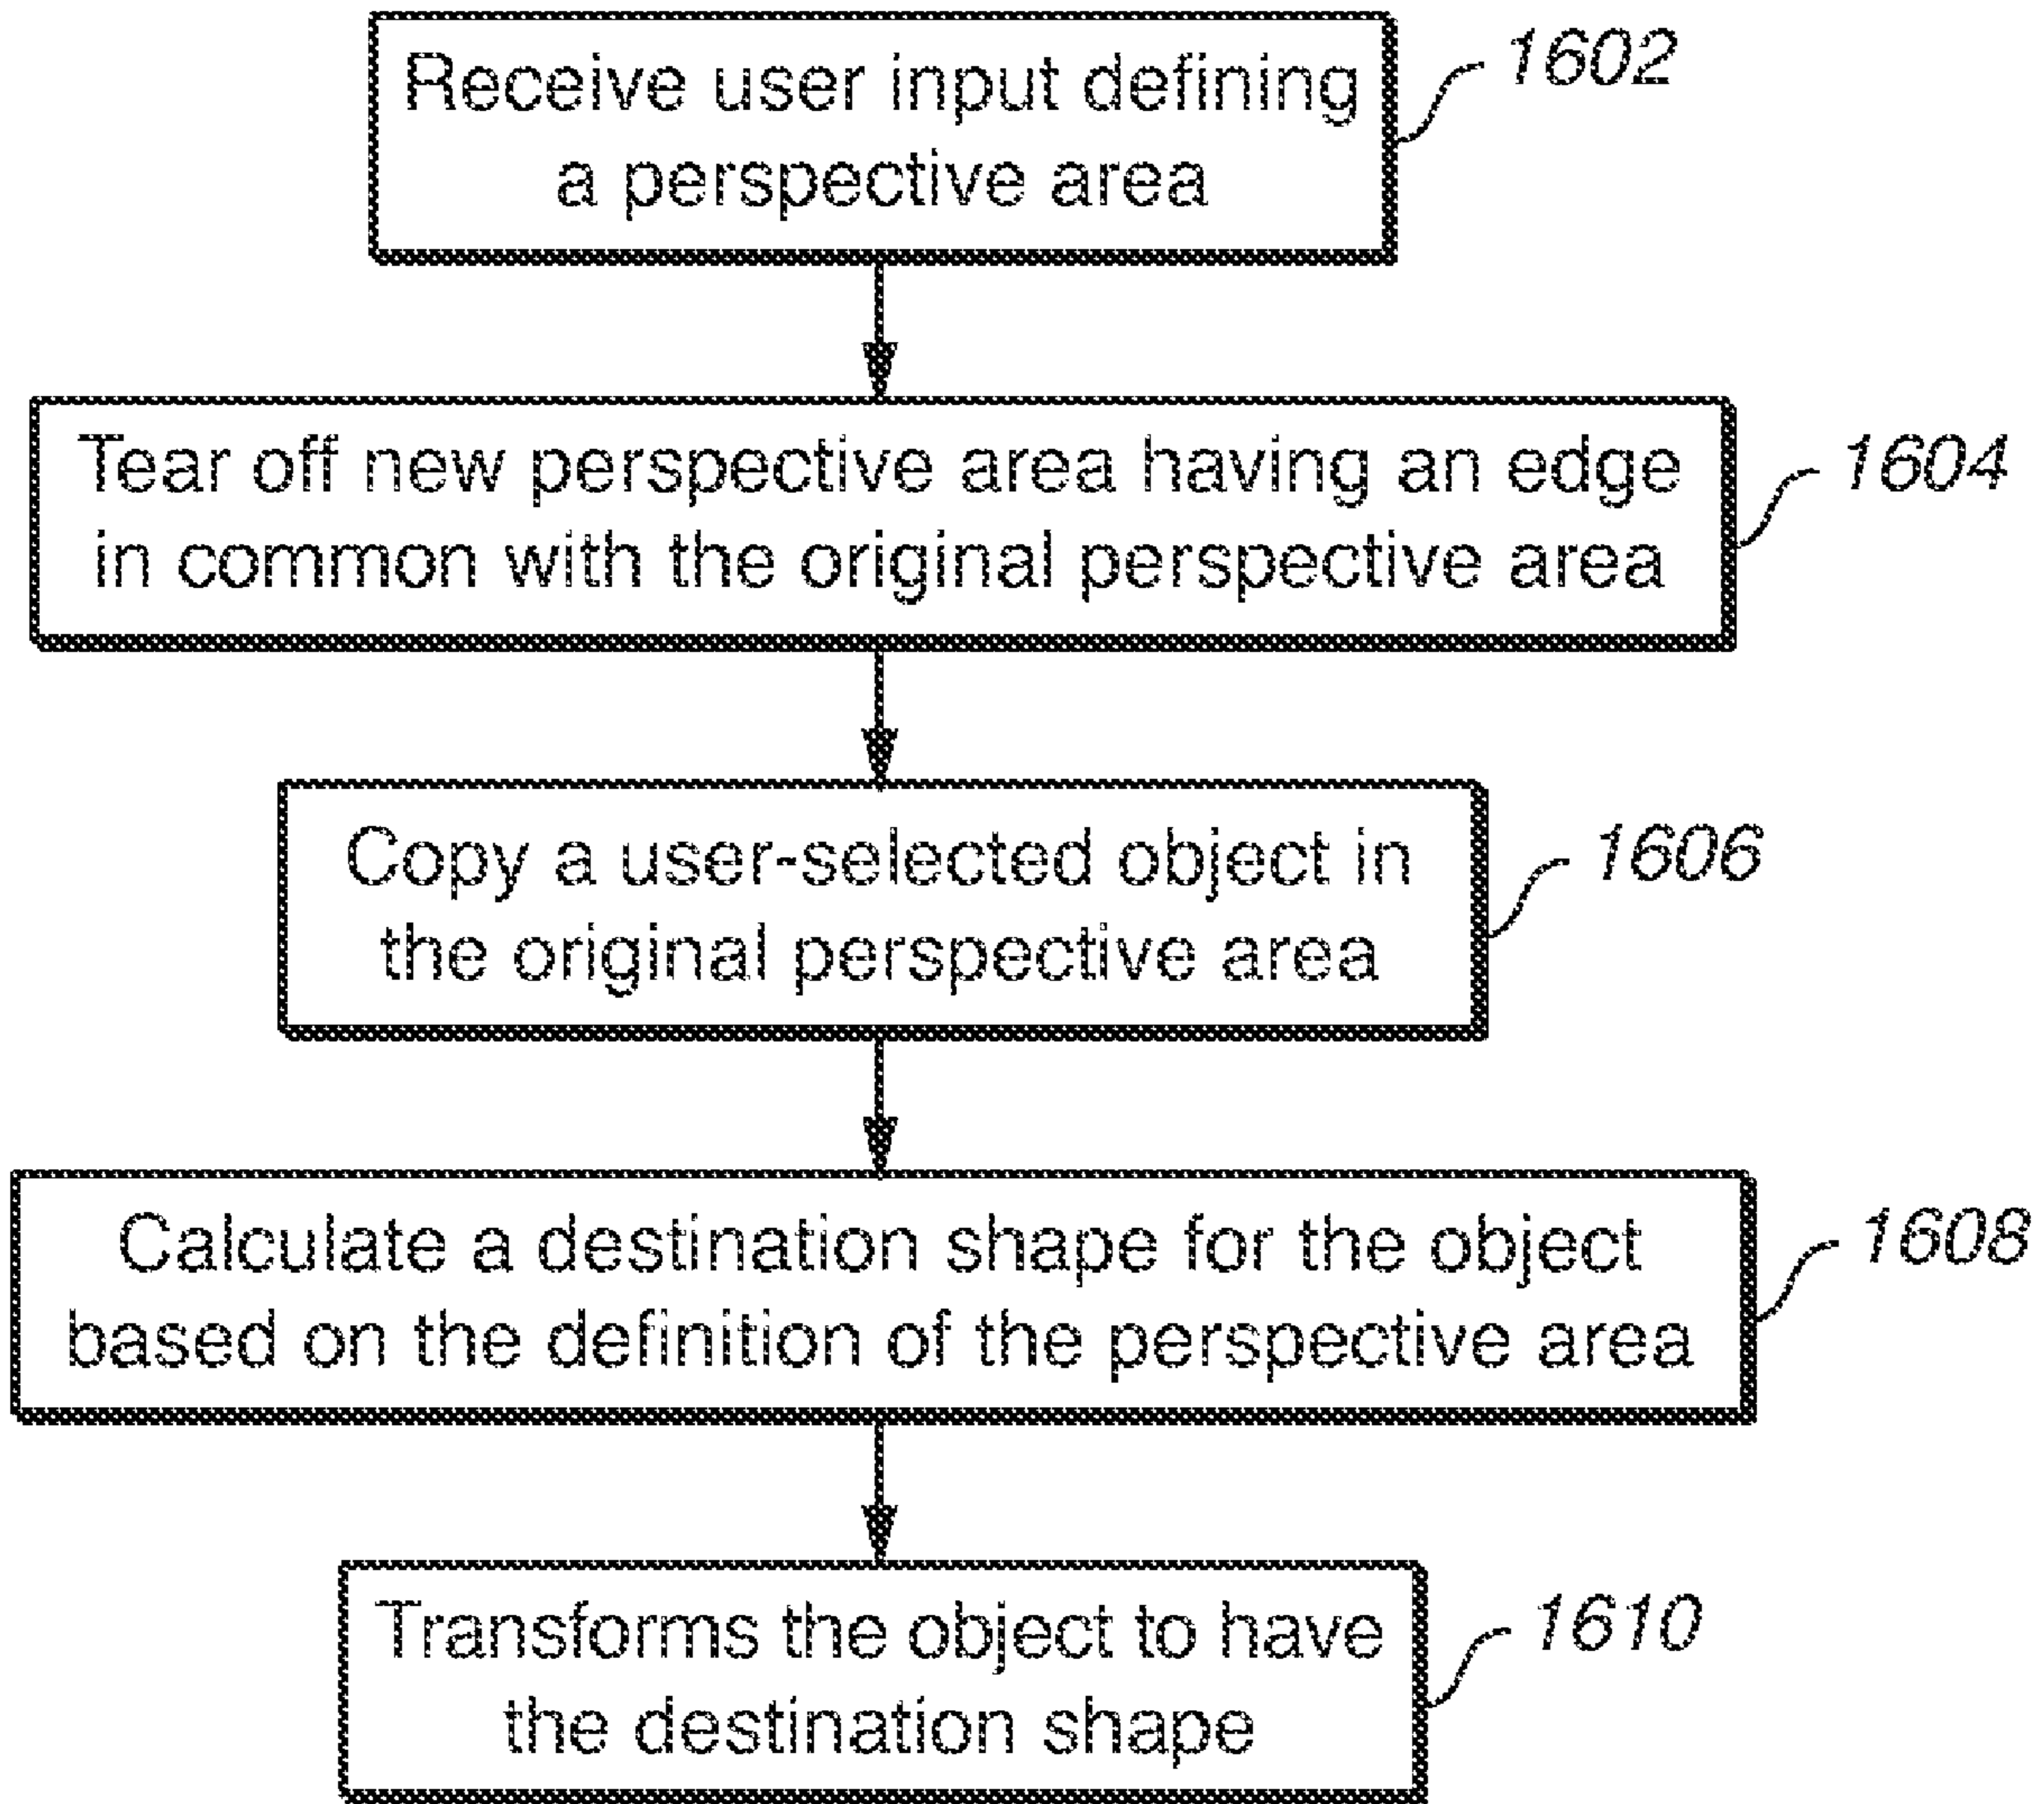 Receive user input defining
a perspective area
1602
Tear off new perspective area having an edge
in common with the original perspective area
1604
Copy a user-selected object in
the original perspective area
1606
Calculate a destination shape for the object
based on the definition of the perspective area
1608
Transforms the object to have
the destination shape
1610